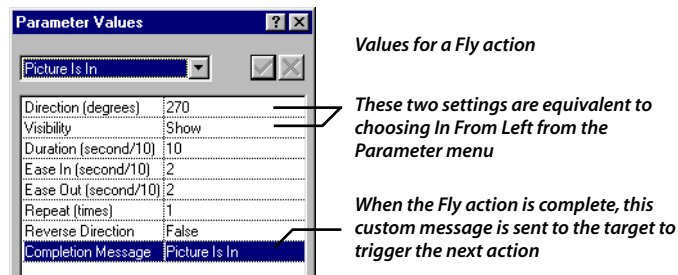 Parameter Values
Picture Is In
Direction (degrees) 270
Visibility Show
Duration (second/10) 10
Ease In (second/10) 2
Ease Out (second/10) 2
Repeat (times) 1
Reverse Direction False
Completion Message Picture Is In
Values for a Fly action
These two settings are equivalent to
choosing In From Left from the
Parameter menu
When the Fly action is complete, this
custom message is sent to the target to
trigger the next action